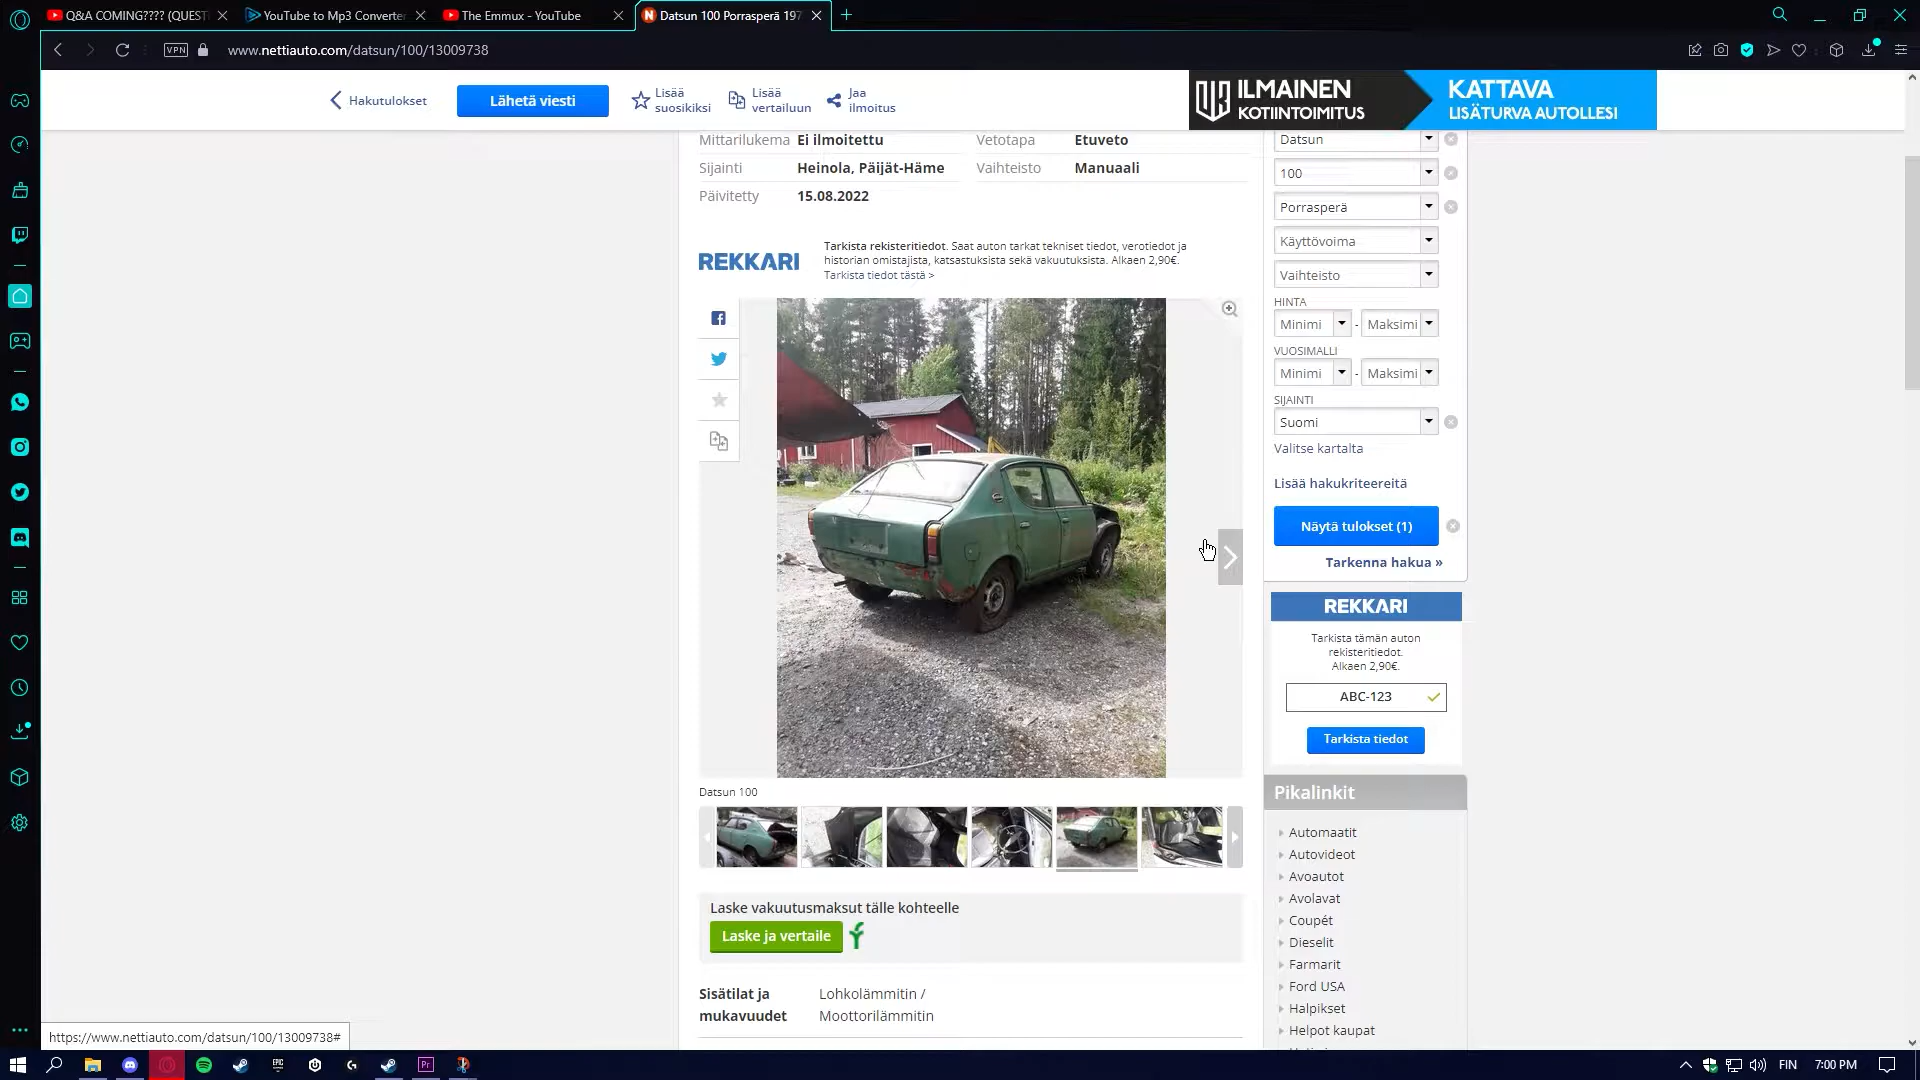 Q&A COMING???? (QUEST
YouTube to Mp3 Converter
The Emmux - YouTube
Datsun 100 Porrasperä 197
VPN
www.nettiauto.com/datsun/100/13009738
Hakutulokset
Lähetä viesti
Lisää
suosikiksi
Lisää
vertailuun
Jaa
ilmoitus
ILMAINEN
KOTIINTOIMITUS
KATTAVA
LISÄTURVA AUTOLLESI
Mittarilukema Ei ilmoitettu
Vetotapa Etuveto
Sijainti Heinola, Päijät-Häme
Vaihteisto Manuaali
Päivitetty 15.08.2022
REKKARI
Tarkista rekisteritiedot. Saat auton tarkat tekniset tiedot, verotiedot ja
historian omistajista, katsastuksista sekä vakuutuksista. Alkaen 2,90€.
Tarkista tiedot tästä >
Datsun 100
Laske vakuutusmaksut tälle kohteelle
Laske ja vertaile
Sisätilat ja
mukavuudet
Lohkolämmitin /
Moottorilämmitin
Datsun
100
Porrasperä
Käyttövoima
Vaihteisto
HINTA
Minimi - Maksimi
VUOSIMALLI
Minimi - Maksimi
SIJAINTI
Suomi
Valitse kartalta
Lisää hakukriteereitä
Näytä tulokset (1)
Tarkenna hakua »
REKKARI
Tarkista tämän auton
rekisteritiedot.
Alkaen 2,90€.
ABC-123
Tarkista tiedot
Pikalinkit
Automaatit
Autovideot
Avoautot
Avolavat
Coupét
Dieselit
Farmarit
Ford USA
Halpikset
Helpot kaupat
https://www.nettiauto.com/datsun/100/13009738#
EPIC
Pr
FIN
7:00 PM